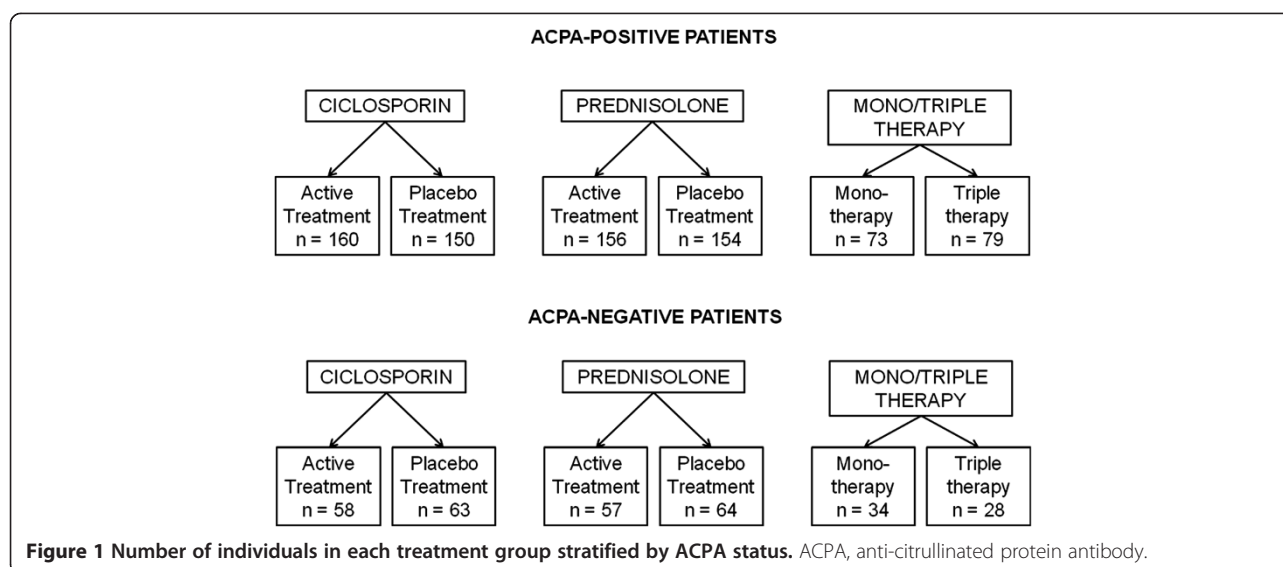 ACPA-POSITIVE PATIENTS
CICLOSPORIN
PREDNISOLONE
MONO/TRIPLE
THERAPY
Active
Treatment
n = 160
Placebo
Treatment
n = 150
Active
Treatment
n = 156
Placebo
Treatment
n = 154
Mono-
therapy
n = 73
Triple
therapy
n = 79
ACPA-NEGATIVE PATIENTS
CICLOSPORIN
PREDNISOLONE
MONO/TRIPLE
THERAPY
Active
Treatment
n = 58
Placebo
Treatment
n = 63
Active
Treatment
n = 57
Placebo
Treatment
n = 64
Mono-
therapy
n = 34
Triple
therapy
n = 28
Figure 1 Number of individuals in each treatment group stratified by ACPA status. ACPA, anti-citrullinated protein antibody.